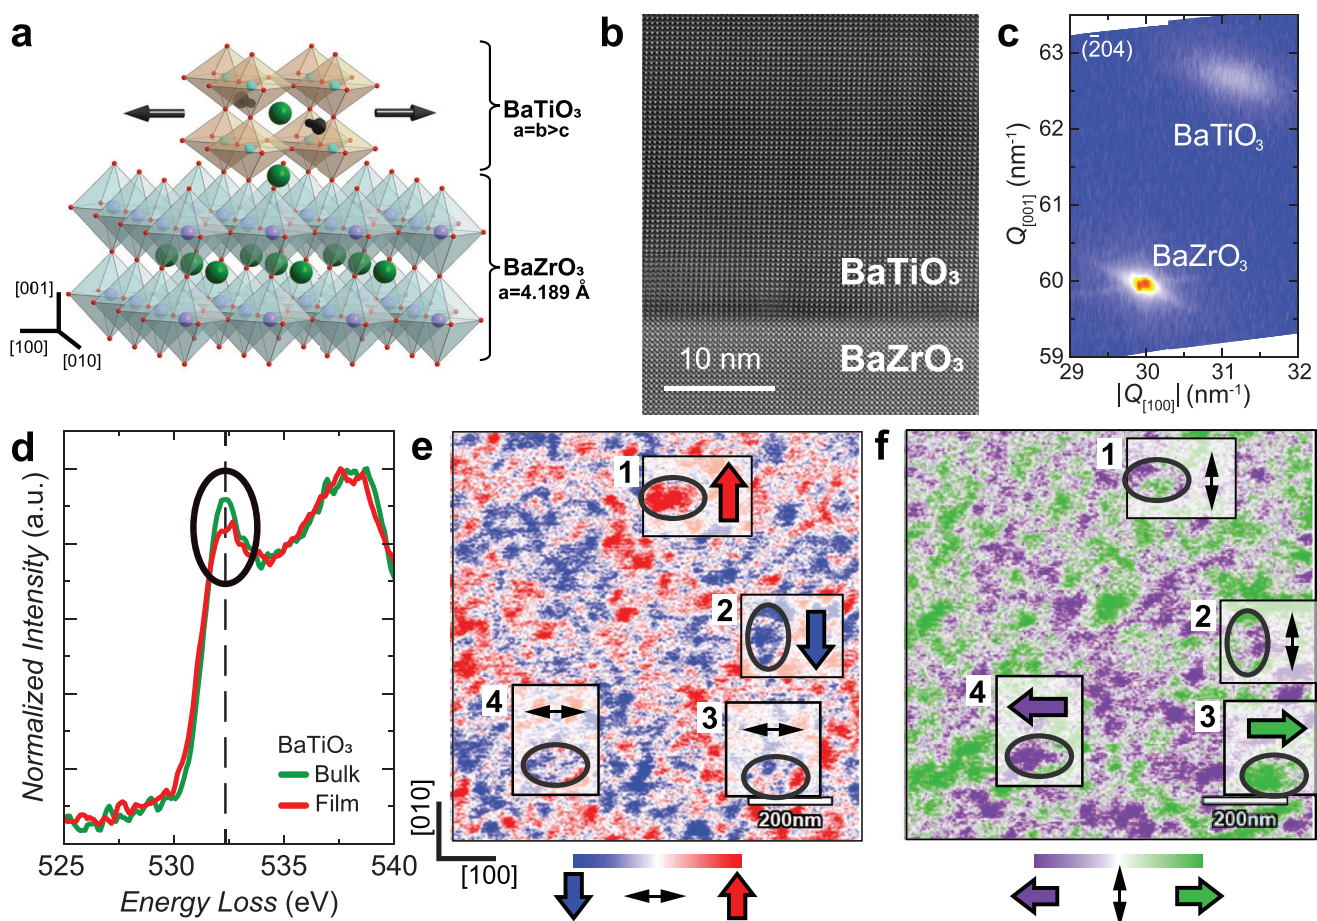 a
BaTiO₃
a=b>c
BaZrO₃
a=4.189 Å
[001]
[100]
[010]
b
BaTiO₃
BaZrO₃
10 nm
c
(2̅04)
63
62
61
60
59
Q[001] (nm⁻¹)
BaTiO₃
BaZrO₃
29
30
31
32
|Q[100]| (nm⁻¹)
d
Normalized Intensity (a.u.)
BaTiO₃
Bulk
Film
525
530
535
540
Energy Loss (eV)
e
1
2
3
4
200nm
[010]
[100]
f
1
2
3
4
200nm